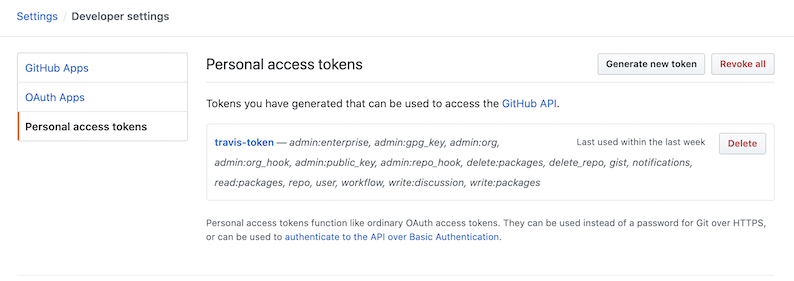 Settings / Developer settings
GitHub Apps
OAuth Apps
Personal access tokens
Personal access tokens
Generate new token
Revoke all
Tokens you have generated that can be used to access the GitHub API.
travis-token — admin:enterprise, admin:gpg_key, admin:org,
admin:org_hook, admin:public_key, admin:repo_hook, delete:packages, delete_repo, gist, notifications,
read:packages, repo, user, workflow, write:discussion, write:packages
Last used within the last week
Delete
Personal access tokens function like ordinary OAuth access tokens. They can be used instead of a password for Git over HTTPS,
or can be used to authenticate to the API over Basic Authentication.